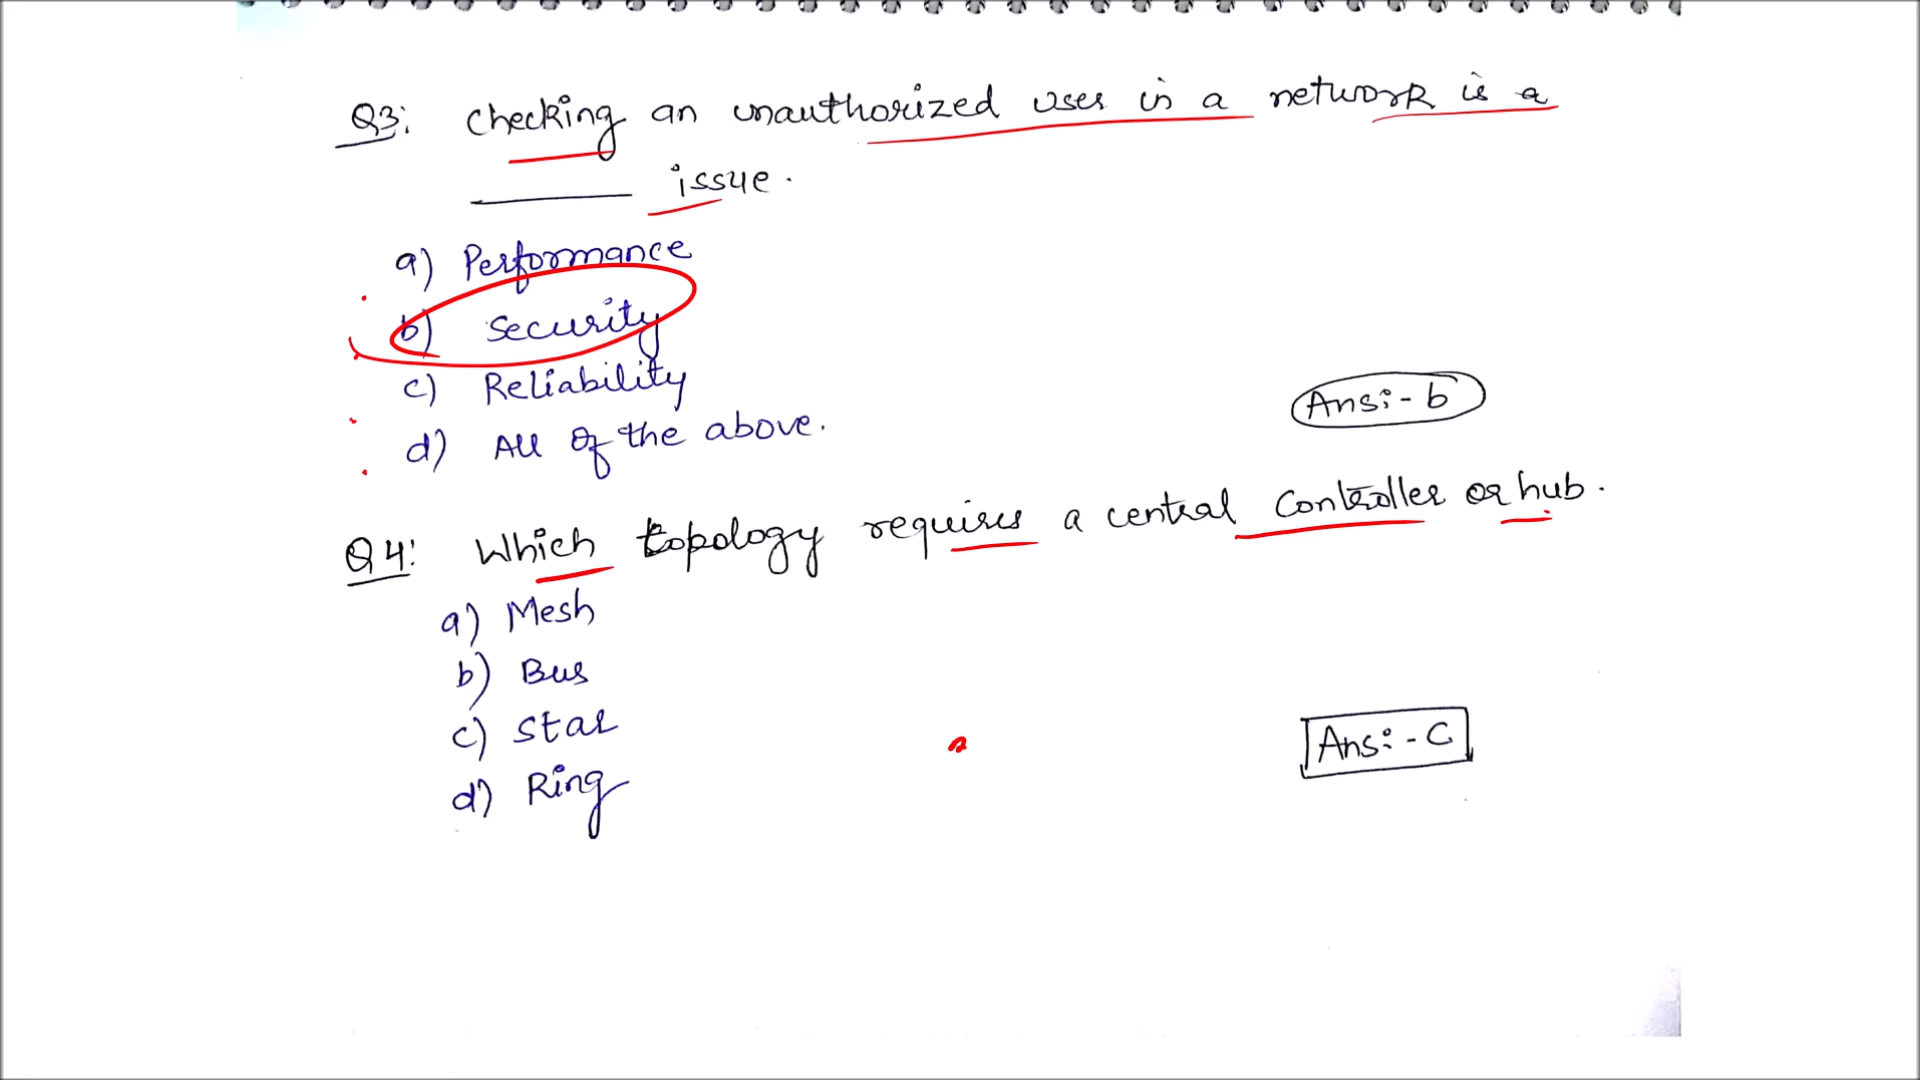 Q3: Checking an unauthorized user in a network is a
______ issue.
a) Performance
b) Security
c) Reliability
d) All of the above.
Ans:- b
Q4: Which topology requires a central controller or hub.
a) Mesh
b) Bus
c) Star
d) Ring
Ans:- C